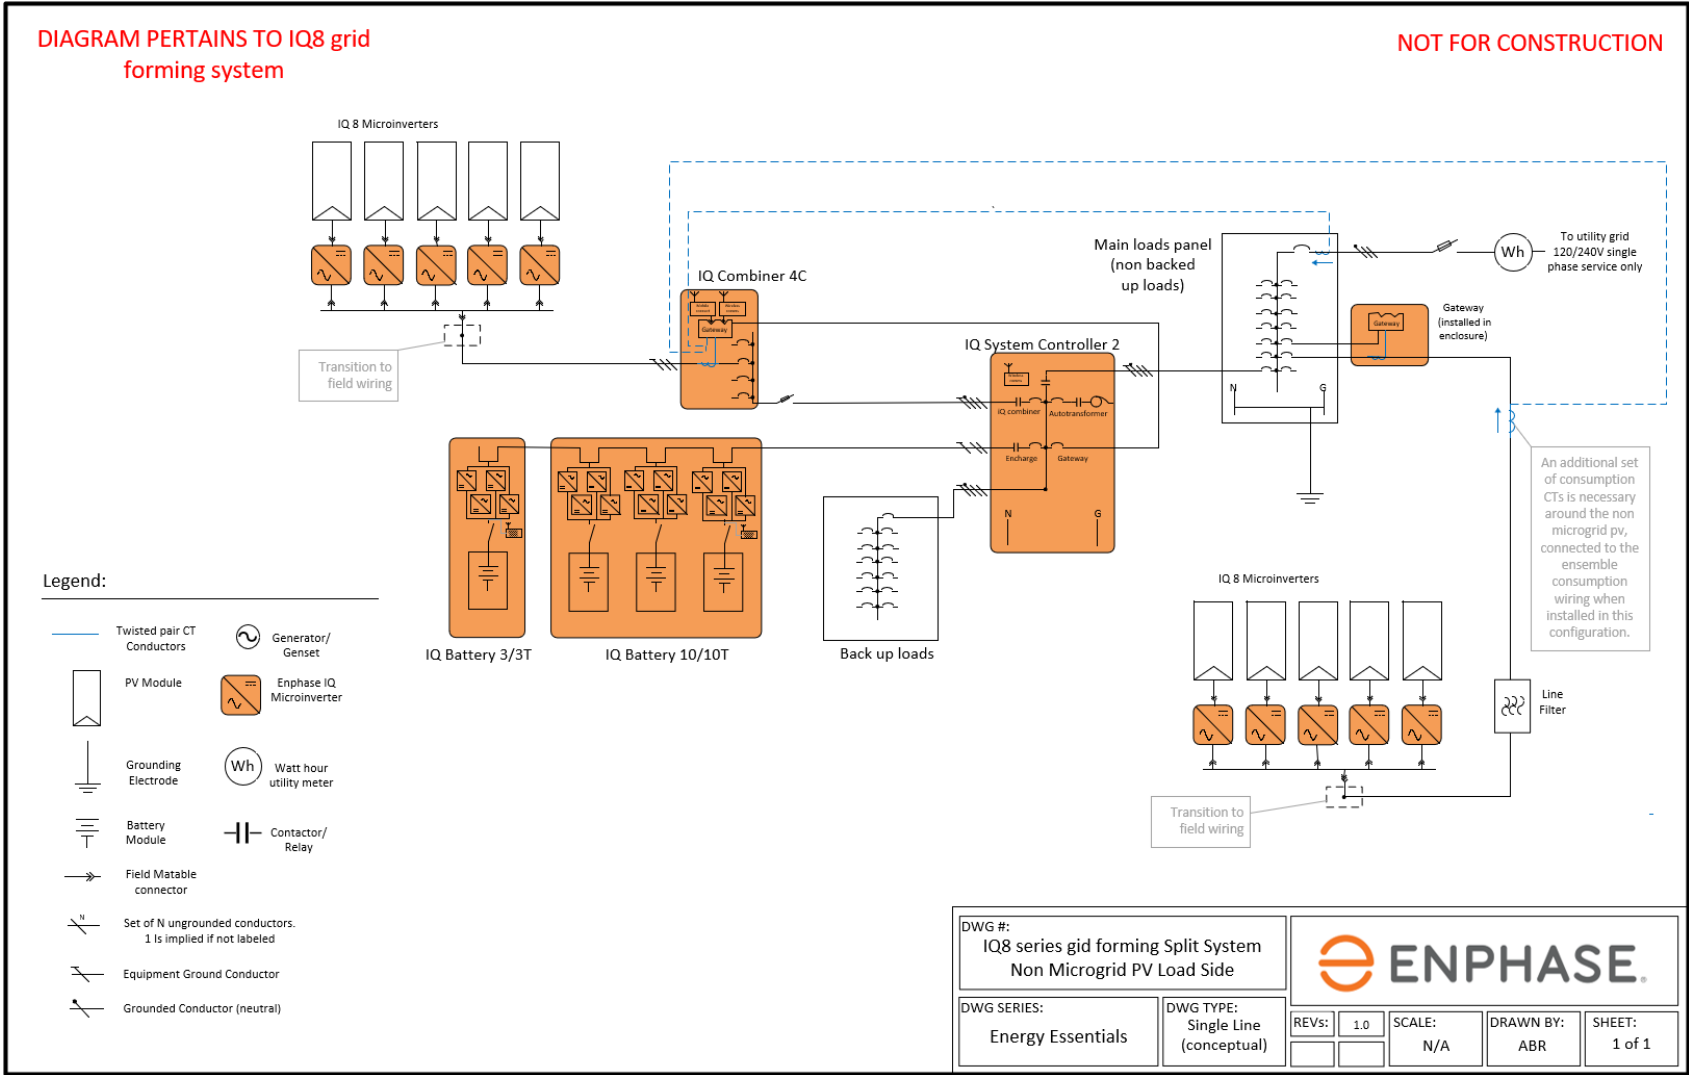 DIAGRAM PERTAINS TO IQ8 grid
forming system
NOT FOR CONSTRUCTION
IQ 8 Microinverters
Transition to
field wiring
IQ Combiner 4C
Gateway
IQ System Controller 2
iQ combiner
Autotransformer
Encharge
Gateway
N
G
Main loads panel
(non backed
up loads)
N
G
Wh
To utility grid
120/240V single
phase service only
Gateway
Gateway
(installed in
enclosure)
An additional set
of consumption
CTs is necessary
around the non
microgrid pv,
connected to the
ensemble
consumption
wiring when
installed in this
configuration.
IQ Battery 3/3T
IQ Battery 10/10T
Back up loads
IQ 8 Microinverters
Line
Filter
Transition to
field wiring
Legend:
Twisted pair CT
Conductors
Generator/
Genset
PV Module
Enphase IQ
Microinverter
Grounding
Electrode
Wh
Watt hour
utility meter
Battery
Module
Contactor/
Relay
Field Matable
connector
N
Set of N ungrounded conductors.
1 Is implied if not labeled
Equipment Ground Conductor
Grounded Conductor (neutral)
DWG #:
IQ8 series gid forming Split System
Non Microgrid PV Load Side
ENPHASE.
DWG SERIES:
Energy Essentials
DWG TYPE:
Single Line
(conceptual)
REVs:
1.0
SCALE:
N/A
DRAWN BY:
ABR
SHEET:
1 of 1